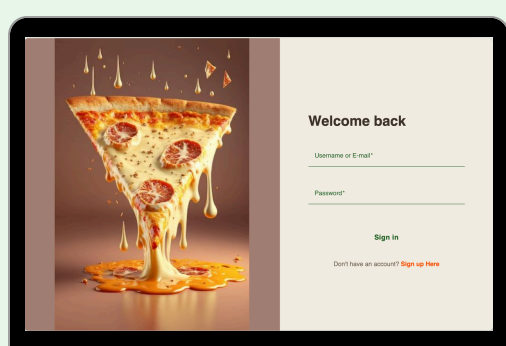 Welcome back
Username or E-mail*
Password*
Sign in
Don't have an account? Sign up Here